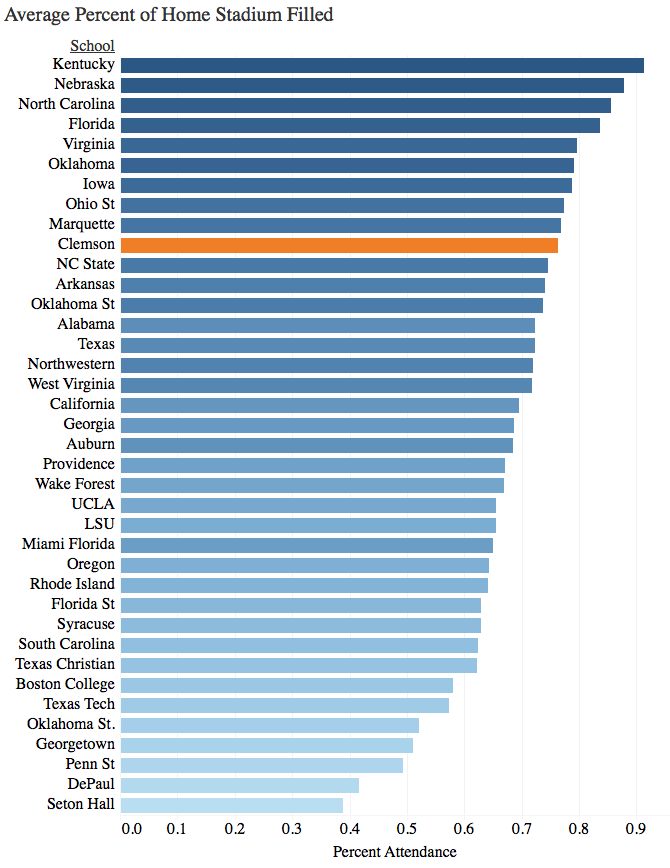 Average Percent of Home Stadium Filled
School
Kentucky
Nebraska
North Carolina
Florida
Virginia
Oklahoma
Iowa
Ohio St
Marquette
Clemson
NC State
Arkansas
Oklahoma St
Alabama
Texas
Northwestern
West Virginia
California
Georgia
Auburn
Providence
Wake Forest
UCLA
LSU
Miami Florida
Oregon
Rhode Island
Florida St
Syracuse
South Carolina
Texas Christian
Boston College
Texas Tech
Oklahoma St.
Georgetown
Penn St
DePaul
Seton Hall
0.0 0.1 0.2 0.3 0.4 0.5 0.6 0.7 0.8 0.9
Percent Attendance